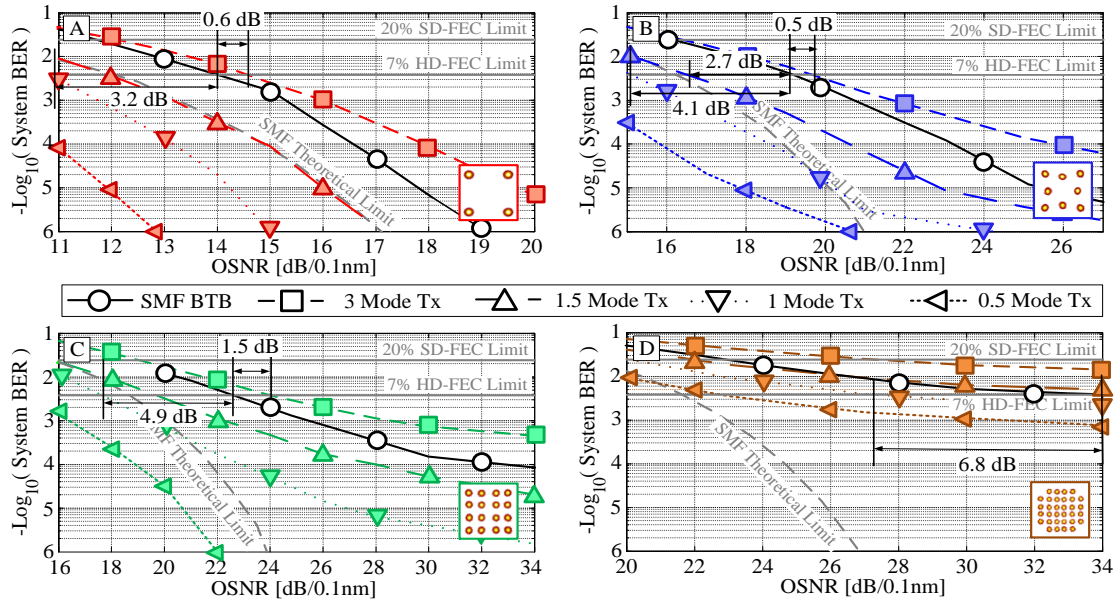 A
0.6 dB
20% SD-FEC Limit
7% HD-FEC Limit
3.2 dB
SMF Theoretical Limit
-Log10( System BER )
1
2
3
4
5
6
11 12 13 14 15 16 17 18 19 20
OSNR [dB/0.1nm]
B
0.5 dB
20% SD-FEC Limit
2.7 dB
7% HD-FEC Limit
4.1 dB
SMF Theoretical Limit
-Log10( System BER )
1
2
3
4
5
6
16 18 20 22 24 26
OSNR [dB/0.1nm]
SMF BTB 3 Mode Tx 1.5 Mode Tx 1 Mode Tx 0.5 Mode Tx
C
1.5 dB
20% SD-FEC Limit
7% HD-FEC Limit
4.9 dB
MF Theoretical Limit
-Log10( System BER )
1
2
3
4
5
6
16 18 20 22 24 26 28 30 32 34
OSNR [dB/0.1nm]
D
20% SD-FEC Limit
7% HD-FEC Limit
6.8 dB
SMF Theoretical Limit
-Log10( System BER )
1
2
3
4
5
6
20 22 24 26 28 30 32 34
OSNR [dB/0.1nm]